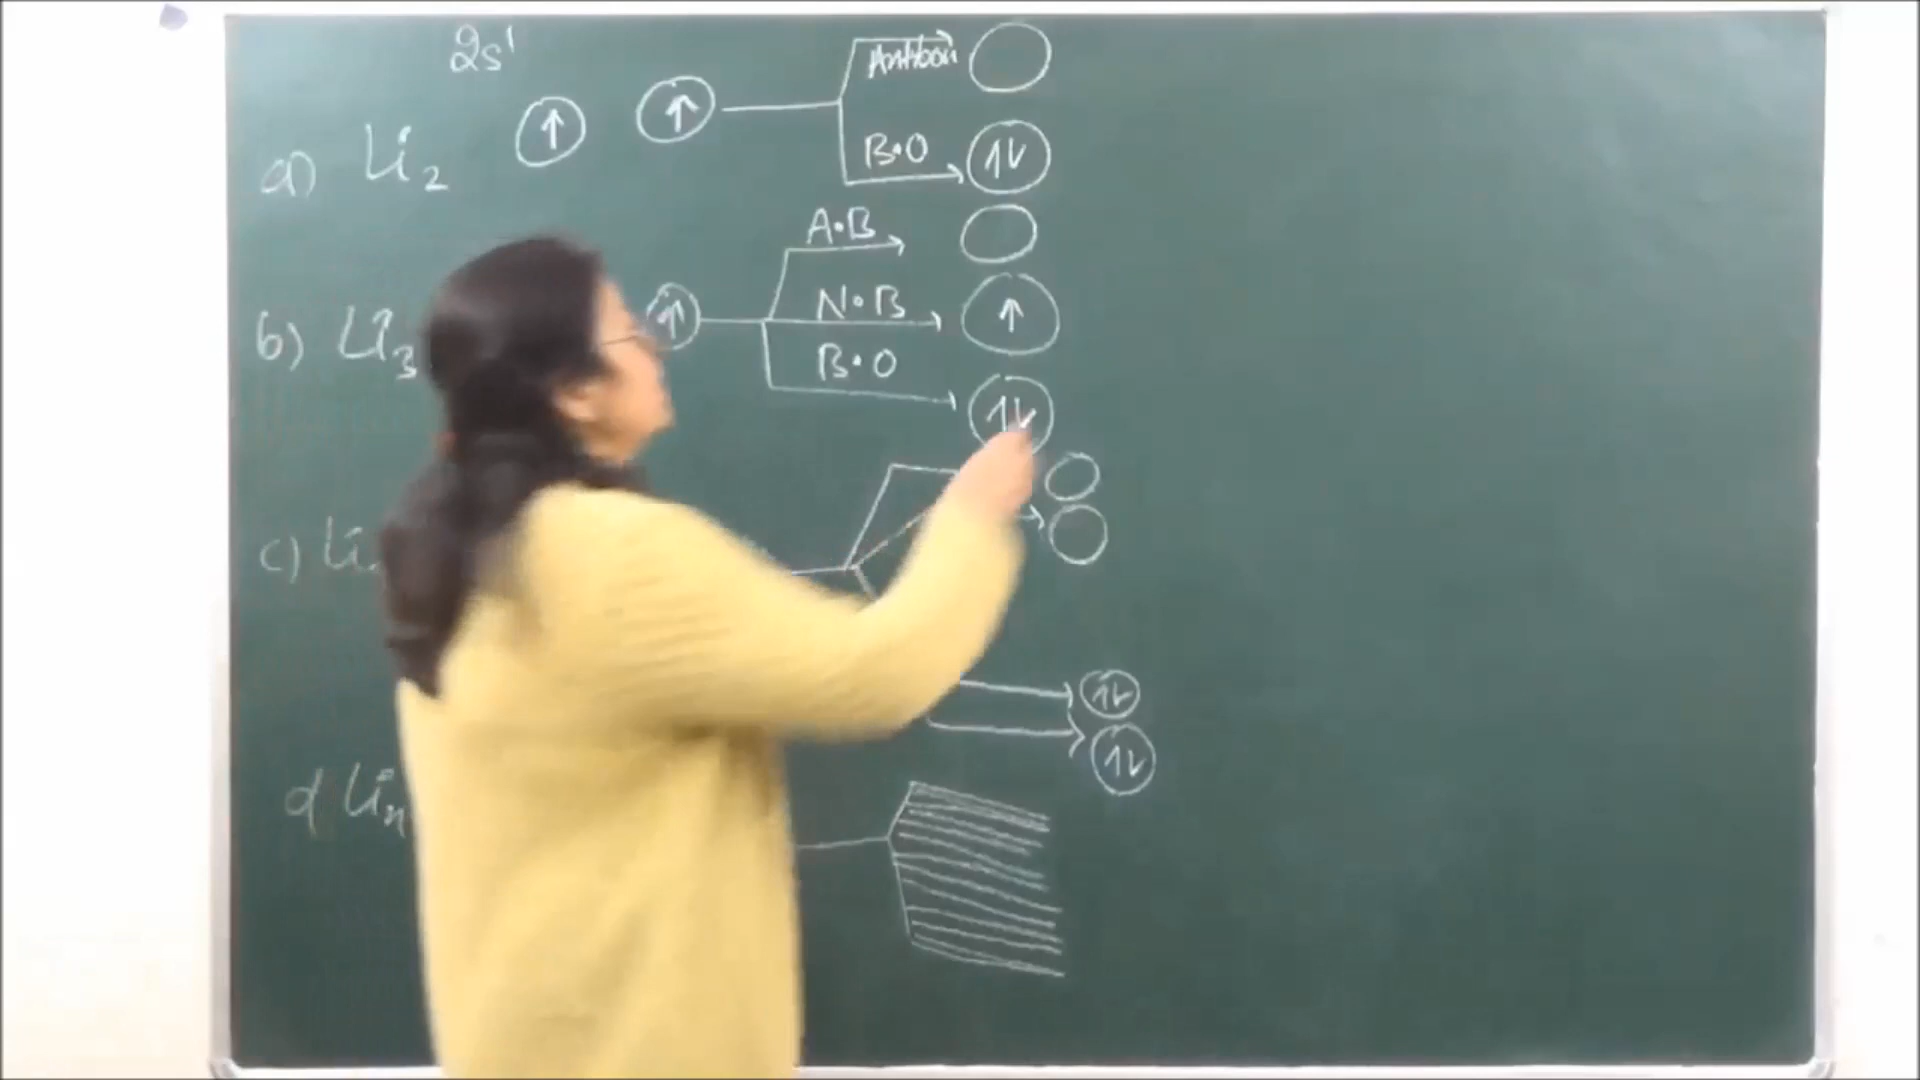 2s¹
Antibon
a) Li₂ ↑ ↑ B·O ↑↓
A·B
b) Li₃ ↑ N·B ↑
B·O
↑↓
c) Li
↑↓
↑↓
d Liₙ